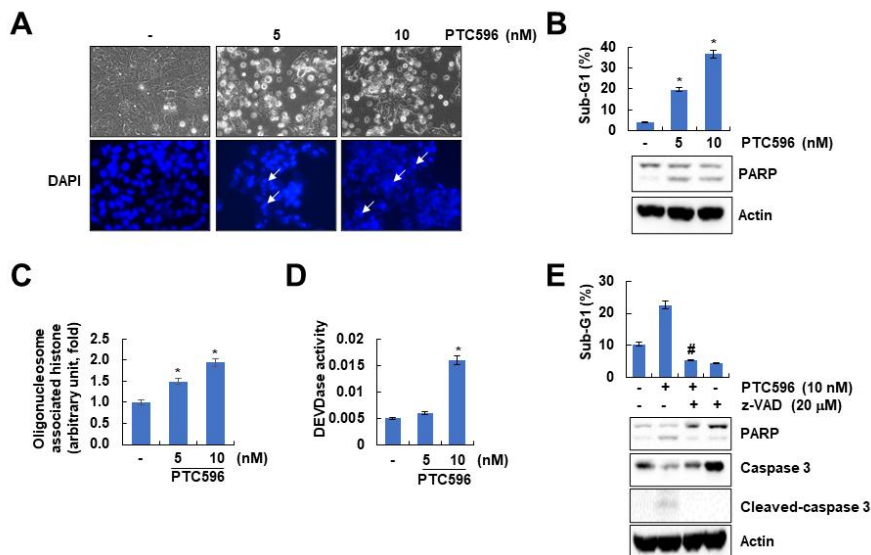 A
- 5 10 PTC596 (nM)
DAPI
B
Sub-G1 (%)
40
30
20
10
0
* *
- 5 10
PTC596 (nM)
PARP
Actin
C
Oligonucleosome
associated histone
(arbitrary unit, fold)
2.5
2.0
1.5
1.0
0.5
0.0
* *
- 5 10 (nM)
PTC596
D
DEVDase activity
0.02
0.015
0.01
0.005
0
*
- 5 10 (nM)
PTC596
E
Sub-G1 (%)
30
20
10
0
#
- + + - PTC596 (10 nM)
- - + + z-VAD (20 μM)
PARP
Caspase 3
Cleaved-caspase 3
Actin